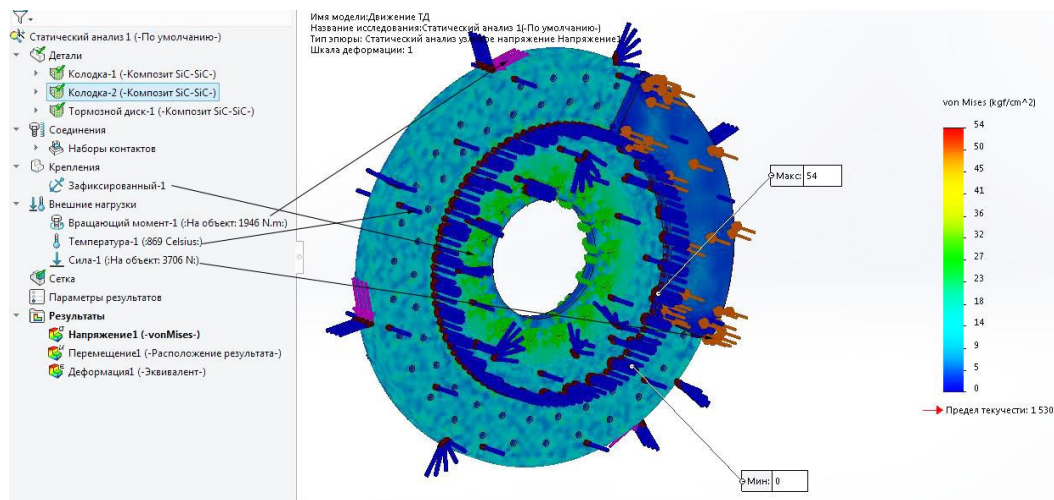 Имя модели:Движение ТД
Название исследования:Статический анализ 1(-По умолчанию-)
Тип эпюры: Статический анализ узловое напряжение Напряжение1
Шкала деформации: 1
Статический анализ 1 (-По умолчанию-)
Детали
Колодка-1 (-Композит SiC-SiC-)
Колодка-2 (-Композит SiC-SiC-)
Тормозной диск-1 (-Композит SiC-SiC-)
Соединения
Наборы контактов
Крепления
Зафиксированный-1
Внешние нагрузки
Вращающий момент-1 (:На объект: 1946 N.m:)
Температура-1 (:869 Celsius:)
Сила-1 (:На объект: 3706 N:)
Сетка
Параметры результатов
Результаты
Напряжение1 (-vonMises-)
Перемещение1 (-Расположение результата-)
Деформация1 (-Эквивалент-)
Макс: 54
Мин: 0
von Mises (kgf/cm^2)
54
50
45
41
36
32
27
23
18
14
9
5
0
Предел текучести: 1 530